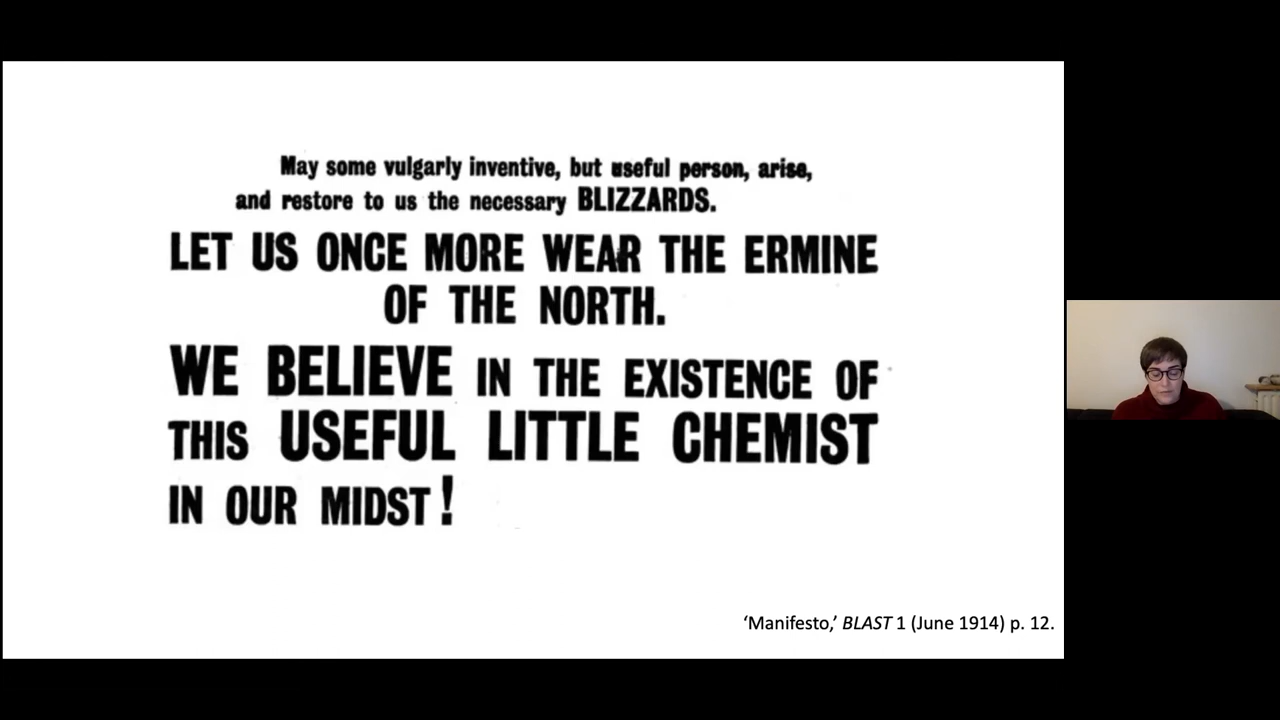 May some vulgarly inventive, but useful person, arise,
and restore to us the necessary BLIZZARDS.
LET US ONCE MORE WEAR THE ERMINE
OF THE NORTH.
WE BELIEVE IN THE EXISTENCE OF
THIS USEFUL LITTLE CHEMIST
IN OUR MIDST!
‘Manifesto,’ BLAST 1 (June 1914) p. 12.